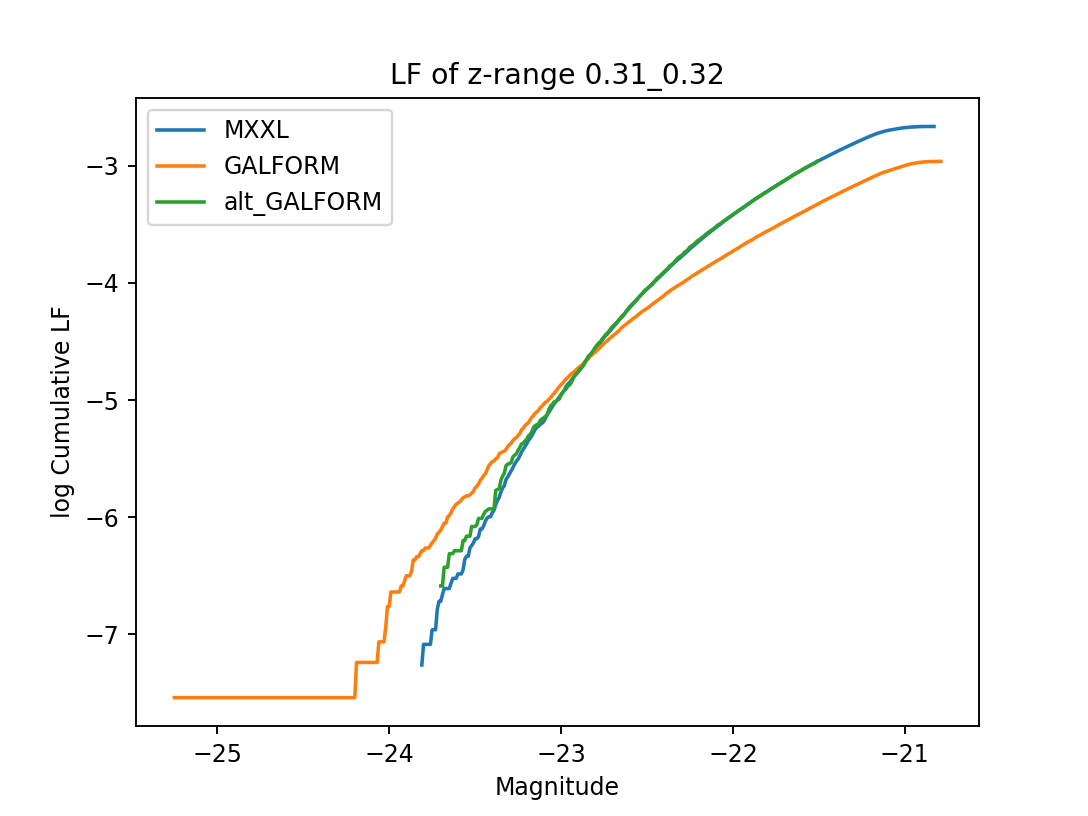 LF of z-range 0.31_0.32
MXXL
GALFORM
alt_GALFORM
log Cumulative LF
−3
−4
−5
−6
−7
−25
−24
−23
−22
−21
Magnitude